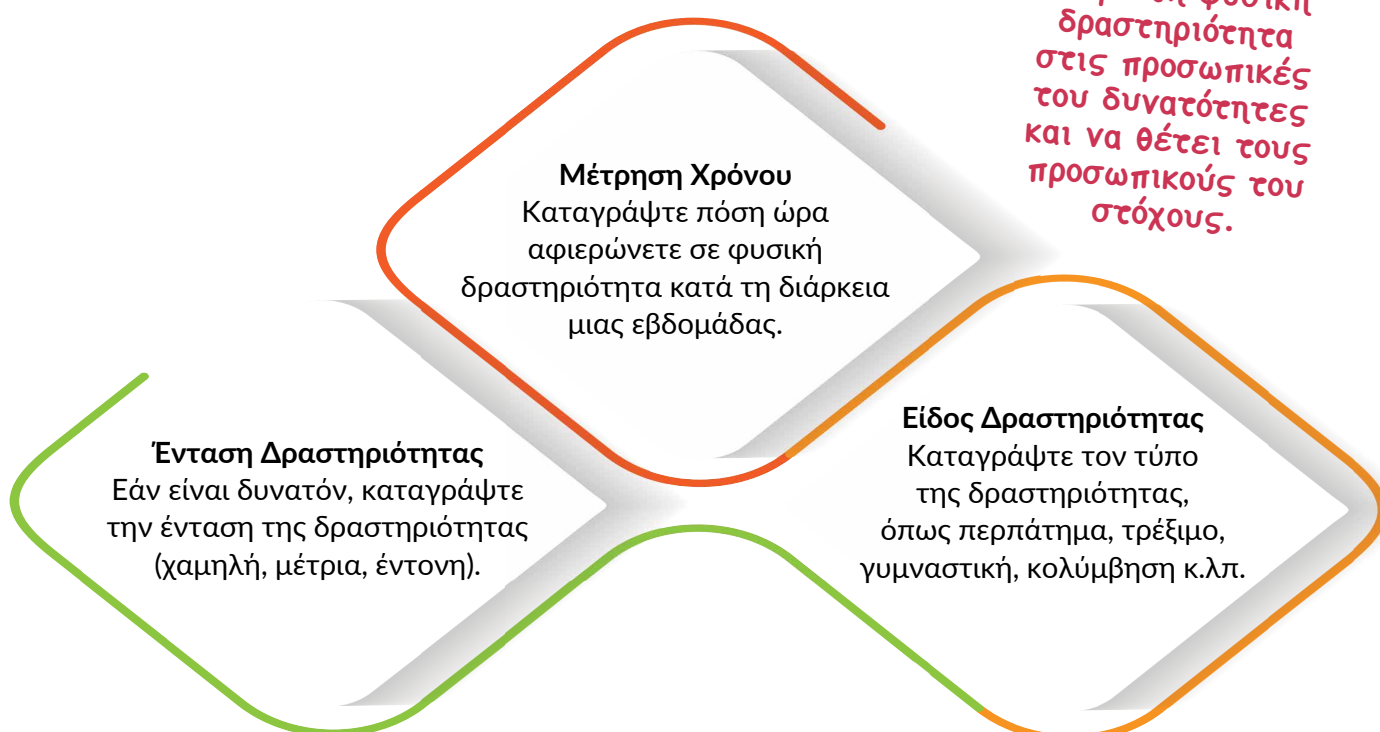 φυσική
δραστηριότητα
στις προσωπικές
του δυνατότητες
και να θέτει τους
προσωπικούς του
στόχους.
Μέτρηση Χρόνου
Καταγράψτε πόση ώρα
αφιερώνετε σε φυσική
δραστηριότητα κατά τη διάρκεια
μιας εβδομάδας.
Ένταση Δραστηριότητας
Εάν είναι δυνατόν, καταγράψτε
την ένταση της δραστηριότητας
(χαμηλή, μέτρια, έντονη).
Είδος Δραστηριότητας
Καταγράψτε τον τύπο
της δραστηριότητας,
όπως περπάτημα, τρέξιμο,
γυμναστική, κολύμβηση κ.λπ.